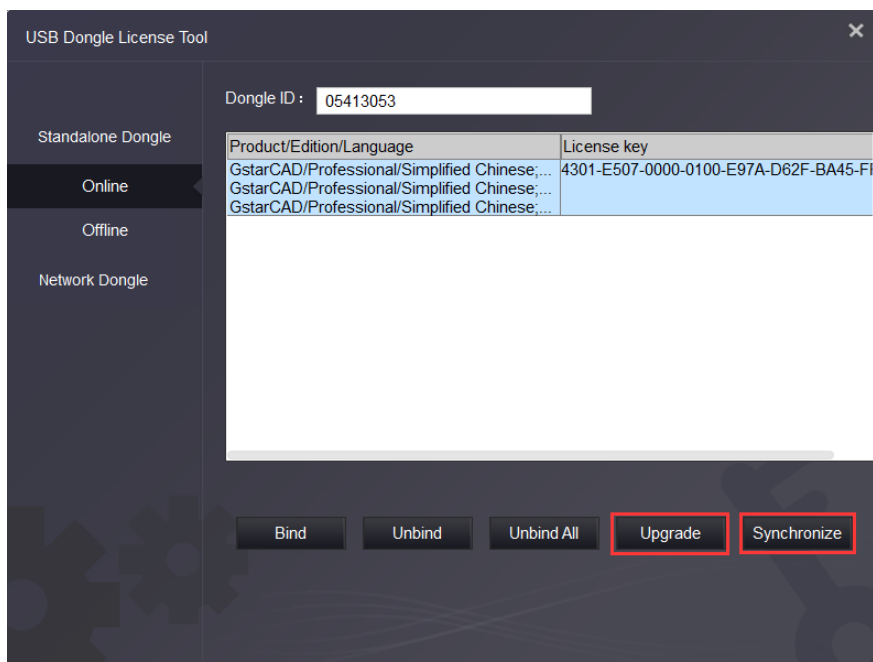 USB Dongle License Tool
Dongle ID：
05413053
Standalone Dongle
Online
Offline
Network Dongle
Product/Edition/Language
License key
GstarCAD/Professional/Simplified Chinese;...
4301-E507-0000-0100-E97A-D62F-BA45-
GstarCAD/Professional/Simplified Chinese;...
GstarCAD/Professional/Simplified Chinese;...
Bind
Unbind
Unbind All
Upgrade
Synchronize